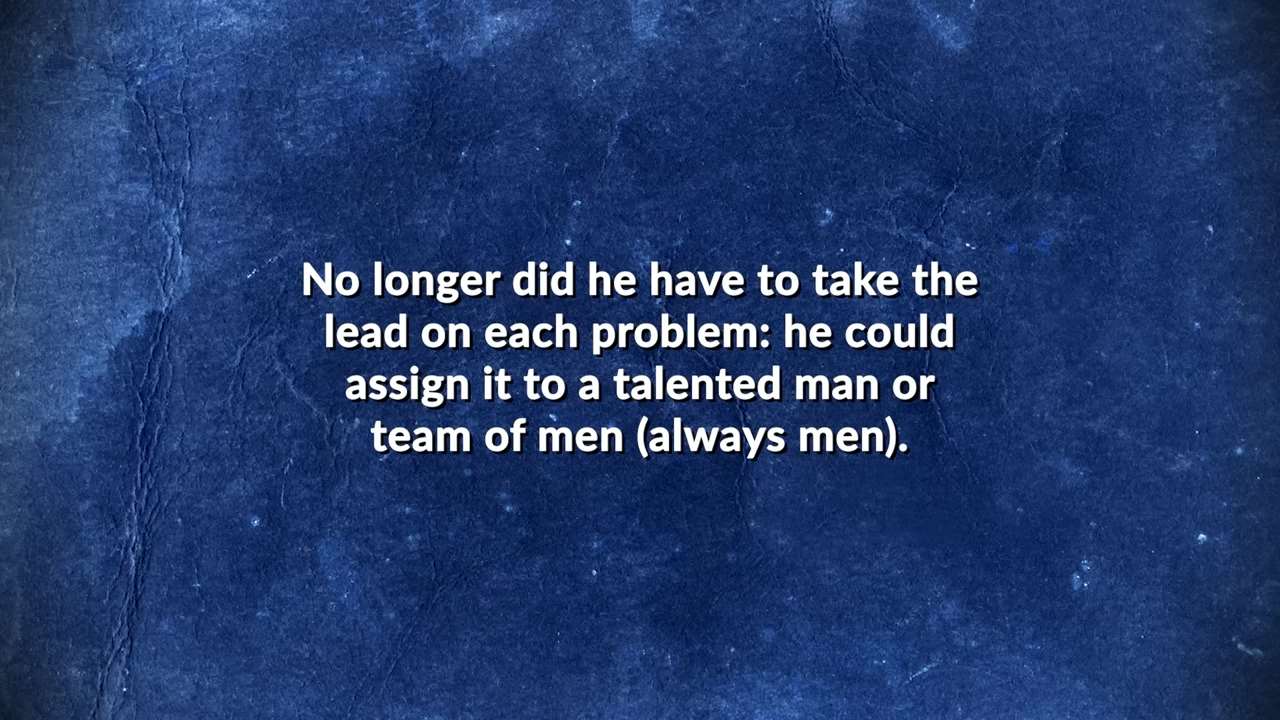 No longer did he have to take the
lead on each problem: he could
assign it to a talented man or
team of men (always men).